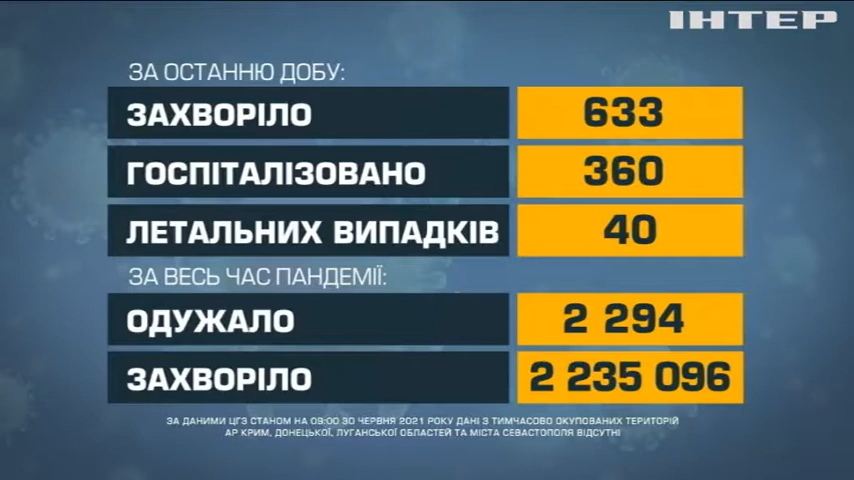 ІНТЕР
ЗА ОСТАННЮ ДОБУ:
ЗАХВОРІЛО 633
ГОСПІТАЛІЗОВАНО 360
ЛЕТАЛЬНИХ ВИПАДКІВ 40
ЗА ВЕСЬ ЧАС ПАНДЕМІЇ:
ОДУЖАЛО 2 294
ЗАХВОРІЛО 2 235 096
ЗА ДАНИМИ ЦГЗ СТАНОМ НА 09:00 30 ЧЕРВНЯ 2021 РОКУ ДАНІ З ТИМЧАСОВО ОКУПОВАНИХ ТЕРИТОРІЙ
АР КРИМ, ДОНЕЦЬКОЇ, ЛУГАНСЬКОЇ ОБЛАСТЕЙ ТА МІСТА СЕВАСТОПОЛЯ ВІДСУТНІ